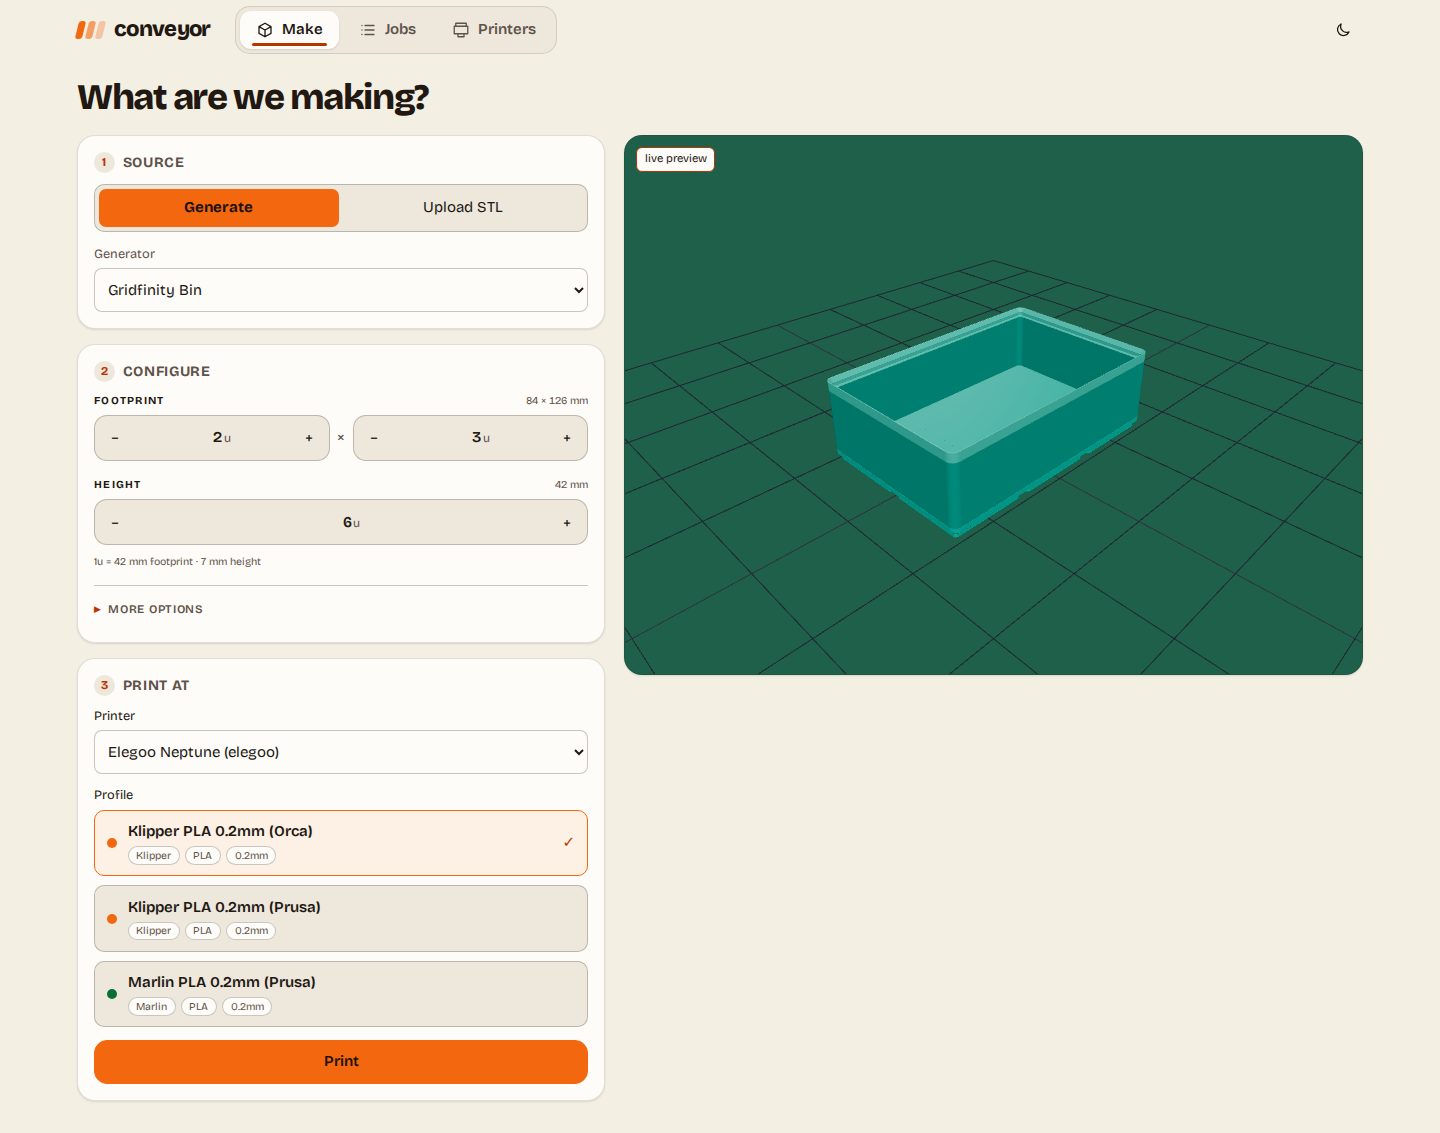 conveyor
Make
Jobs
Printers
What are we making?
1 SOURCE
Generate
Upload STL
Generator
Gridfinity Bin
2 CONFIGURE
FOOTPRINT
84 × 126 mm
− 2 u +
×
− 3 u +
HEIGHT
42 mm
− 6 u +
1u = 42 mm footprint · 7 mm height
▶ MORE OPTIONS
3 PRINT AT
Printer
Elegoo Neptune (elegoo)
Profile
Klipper PLA 0.2mm (Orca)
✓
Klipper PLA 0.2mm
Klipper PLA 0.2mm (Prusa)
Klipper PLA 0.2mm
Marlin PLA 0.2mm (Prusa)
Marlin PLA 0.2mm
Print
live preview